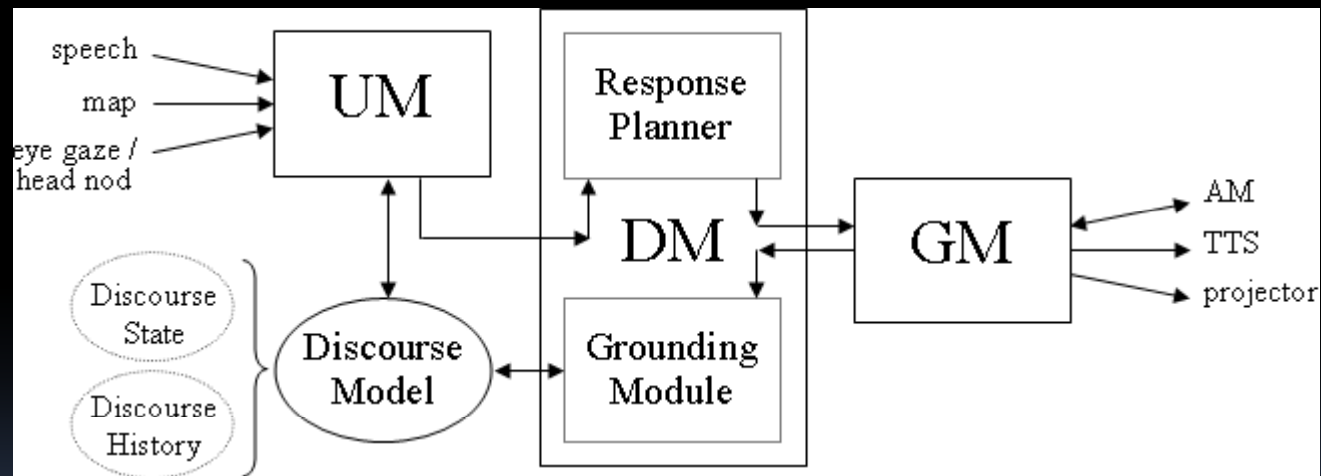 speech
map
eye gaze /
head nod
UM
Response
Planner
DM
GM
AM
TTS
projector
Discourse
State
Discourse
History
Discourse
Model
Grounding
Module